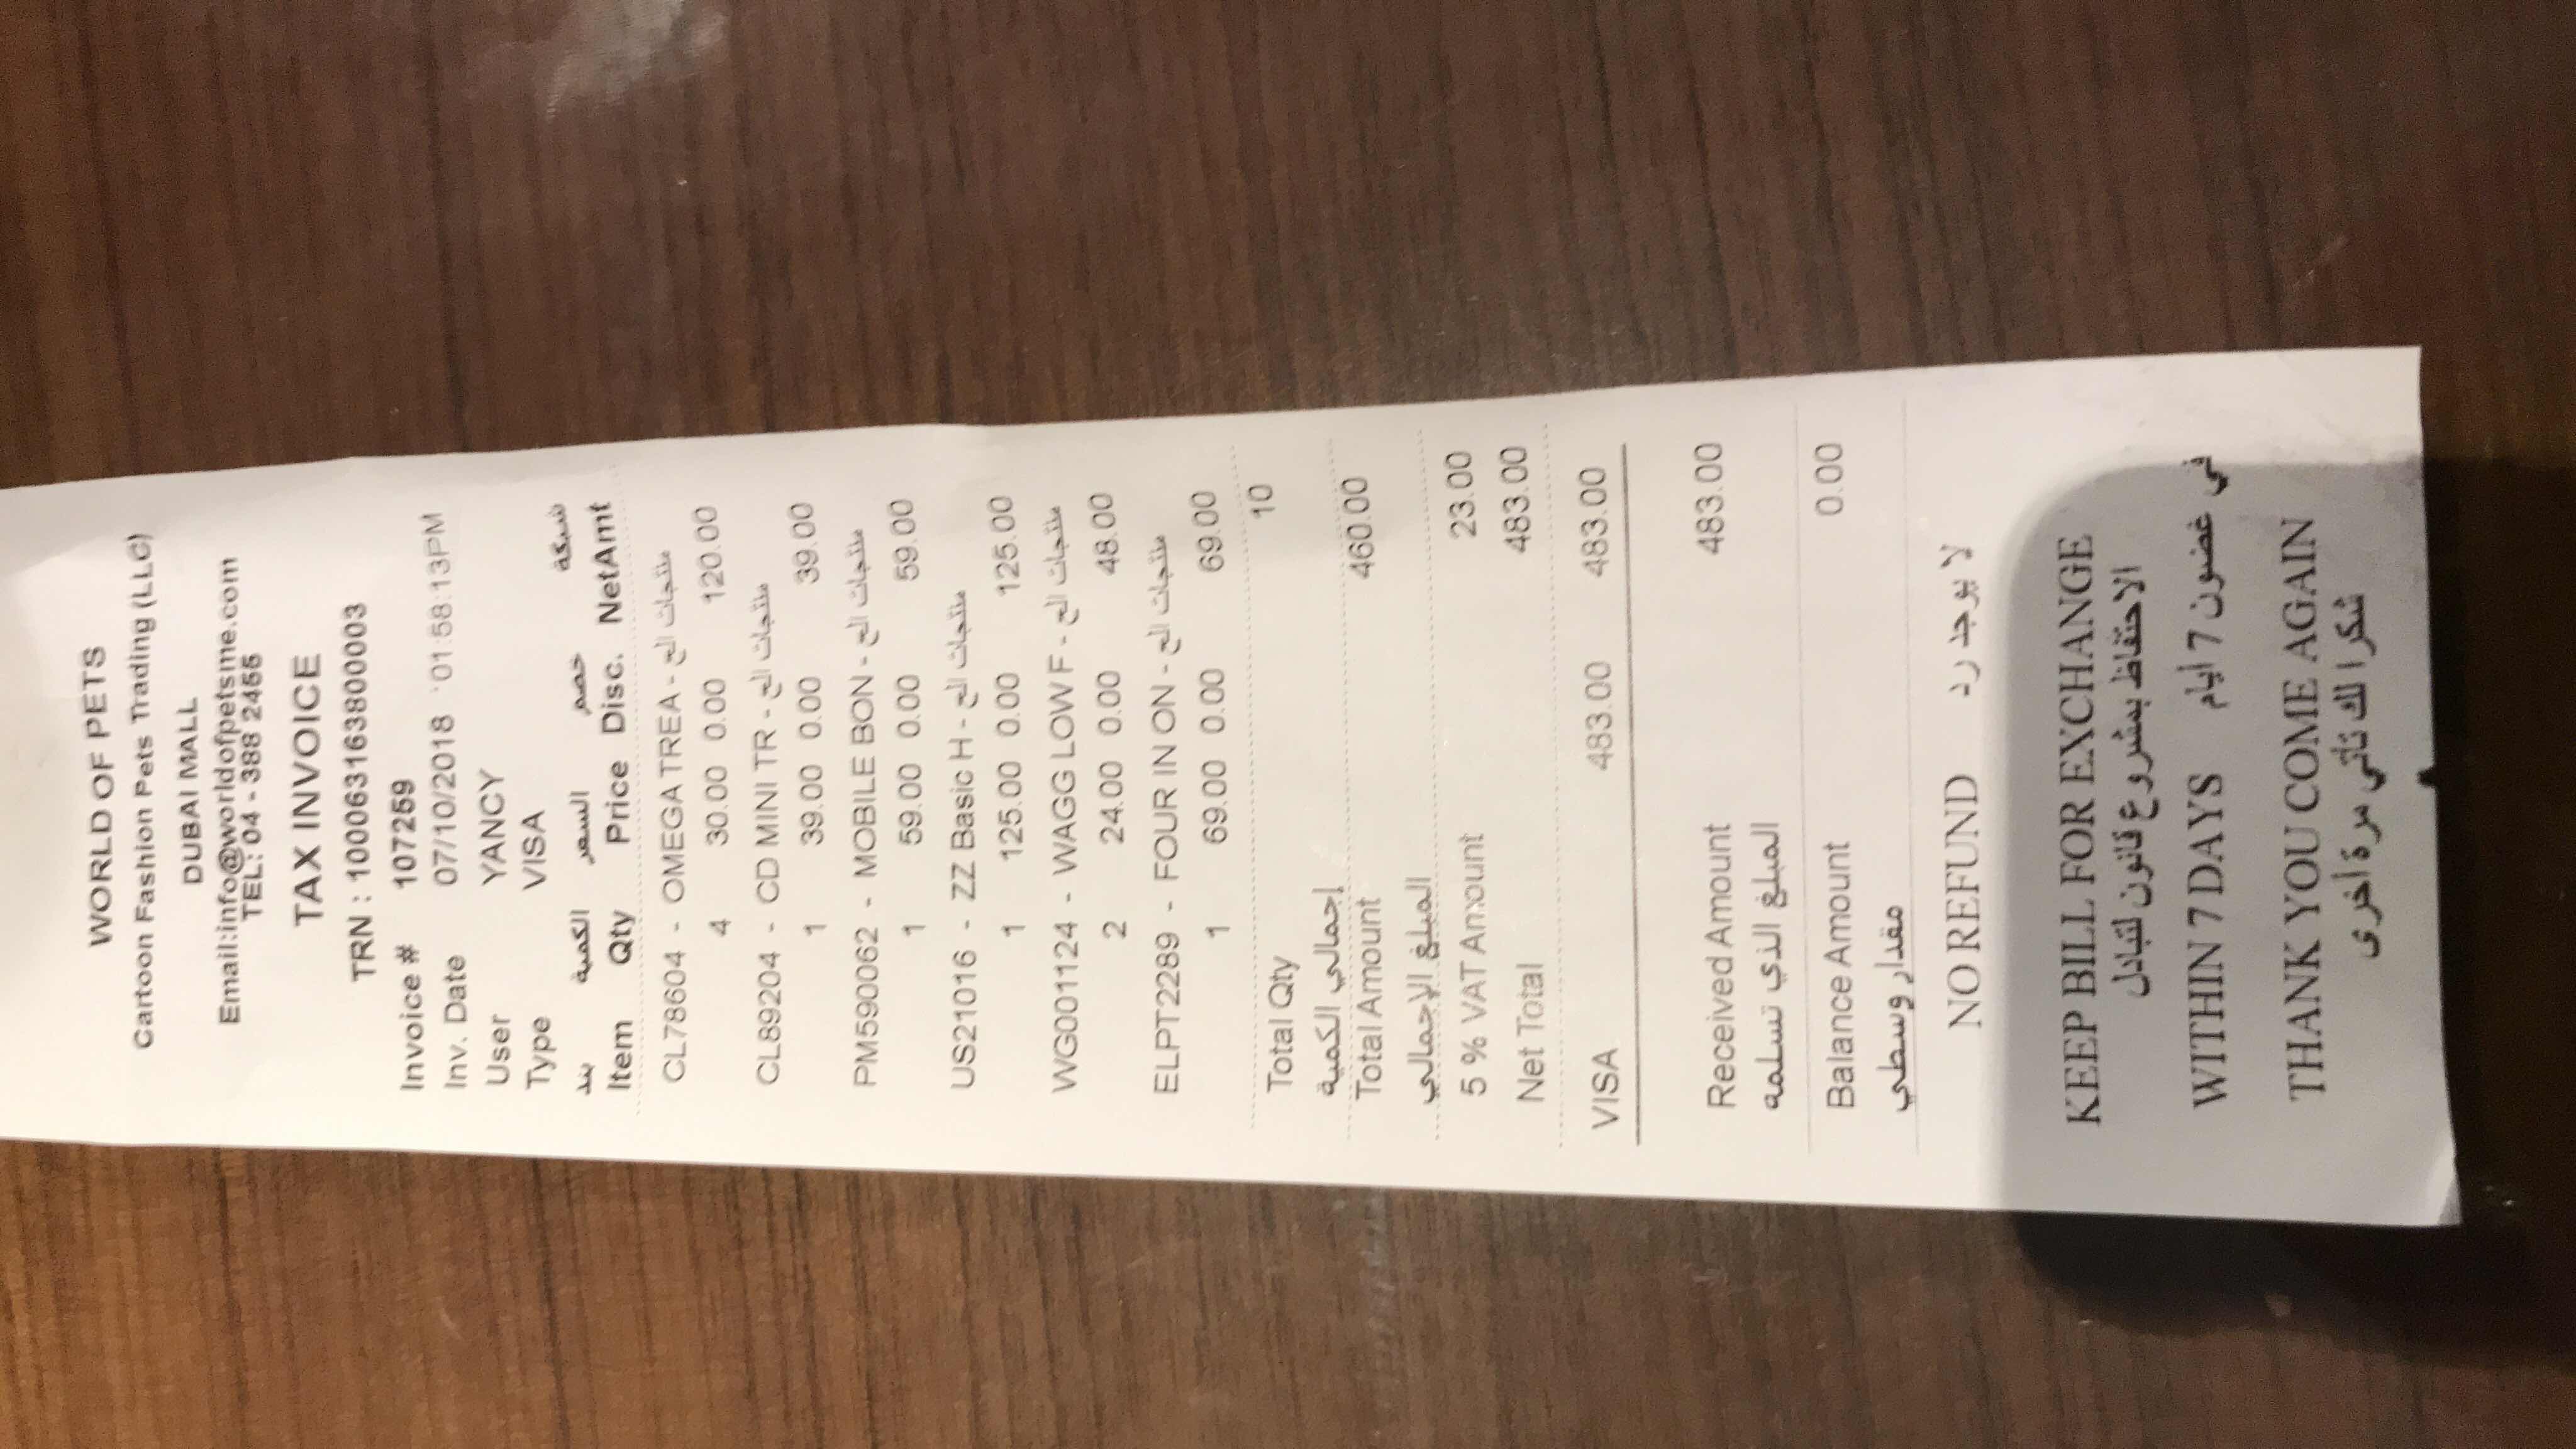 WORLD OF PETS
Cartoon Fashion Pets Trading (LLC)
DUBAI MALL
Email:info@worldofpetsme.com
TEL: 04 - 388 2455
TAX INVOICE
TRN : 100063163800003
Invoice # 107259
Inv. Date 07/10/2018 01:58:13PM
User YANCY
Type VISA
بند الكمية السعر خصم شبكة
Item Qty Price Disc. NetAmt
CL78604 - OMEGA TREA - منتجات الح
4 30.00 0.00 120.00
CL89204 - CD MINI TR - منتجات الح
1 39.00 0.00 39.00
PM590062 - MOBILE BON - منتجات الح
1 59.00 0.00 59.00
US21016 - ZZ Basic H - منتجات الح
1 125.00 0.00 125.00
WG001124 - WAGG LOW F - منتجات الح
2 24.00 0.00 48.00
ELPT2289 - FOUR IN ON - منتجات الح
1 69.00 0.00 69.00
Total Qty 10
إجمالي الكمية
Total Amount 460.00
المبلغ الإجمالي
5 % VAT Amount 23.00
Net Total 483.00
VISA 483.00 483.00
Received Amount 483.00
المبلغ الذي تسلمه
Balance Amount 0.00
مقدار وسطي
NO REFUND لا يوجد رد
KEEP BILL FOR EXCHANGE
الاحتفاظ بمشروع قانون لتبادل
WITHIN 7 DAYS في غضون 7 أيام
THANK YOU COME AGAIN
شكرا لك تأتي مرة أخرى